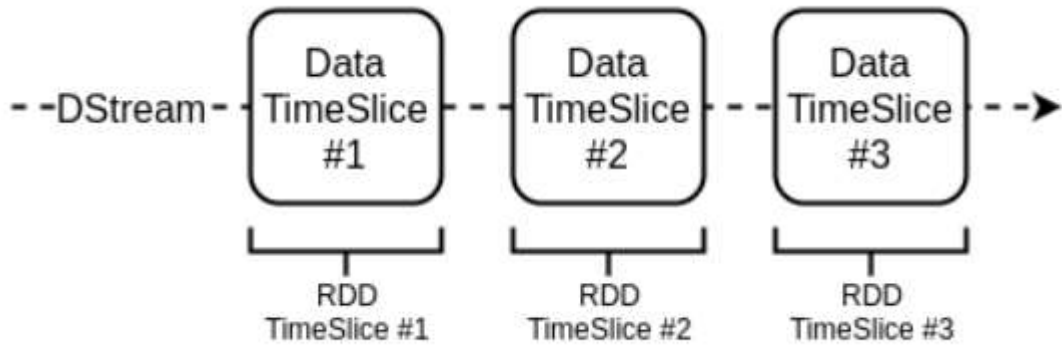 DStream
Data
TimeSlice
#1
Data
TimeSlice
#2
Data
TimeSlice
#3
RDD
TimeSlice #1
RDD
TimeSlice #2
RDD
TimeSlice #3